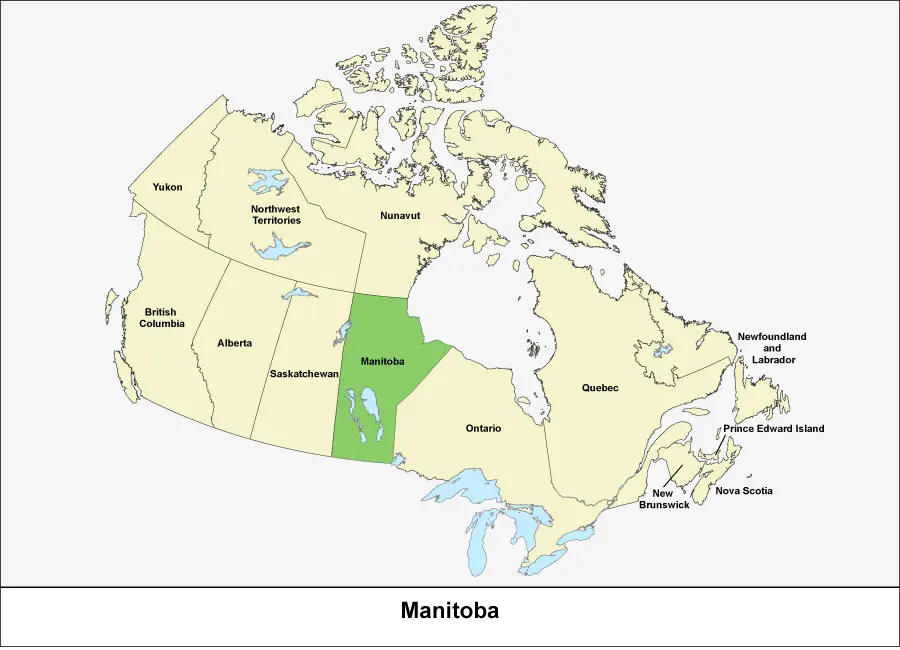 Yukon
Northwest
Territories
Nunavut
British
Columbia
Alberta
Saskatchewan
Manitoba
Ontario
Quebec
Newfoundland
and
Labrador
Prince Edward Island
New
Brunswick
Nova Scotia
Manitoba